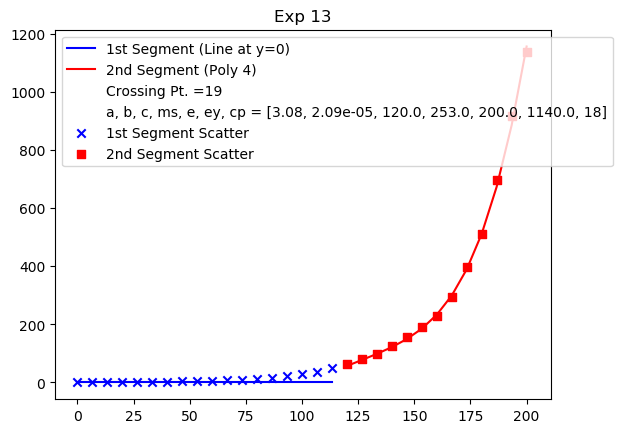 Exp 13
1st Segment (Line at y=0)
2nd Segment (Poly 4)
Crossing Pt. =19
a, b, c, ms, e, ey, cp = [3.08, 2.09e-05, 120.0, 253.0, 200.0, 1140.0, 18]
1st Segment Scatter
2nd Segment Scatter
1200
1000
800
600
400
200
0
0 25 50 75 100 125 150 175 200